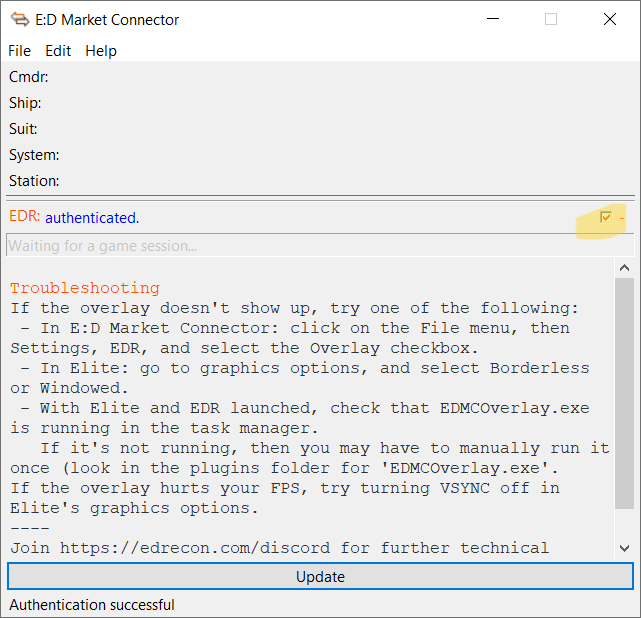 E:D Market Connector
File Edit Help
Cmdr:
Ship:
Suit:
System:
Station:
EDR: authenticated. -
Waiting for a game session...
Troubleshooting
If the overlay doesn't show up, try one of the following:
- In E:D Market Connector: click on the File menu, then
Settings, EDR, and select the Overlay checkbox.
- In Elite: go to graphics options, and select Borderless
or Windowed.
- With Elite and EDR launched, check that EDMCOverlay.exe
is running in the task manager.
If it's not running, then you may have to manually run it
once (look in the plugins folder for 'EDMCOverlay.exe'.
If the overlay hurts your FPS, try turning VSYNC off in
Elite's graphics options.
----
Join https://edrecon.com/discord for further technical
Update
Authentication successful